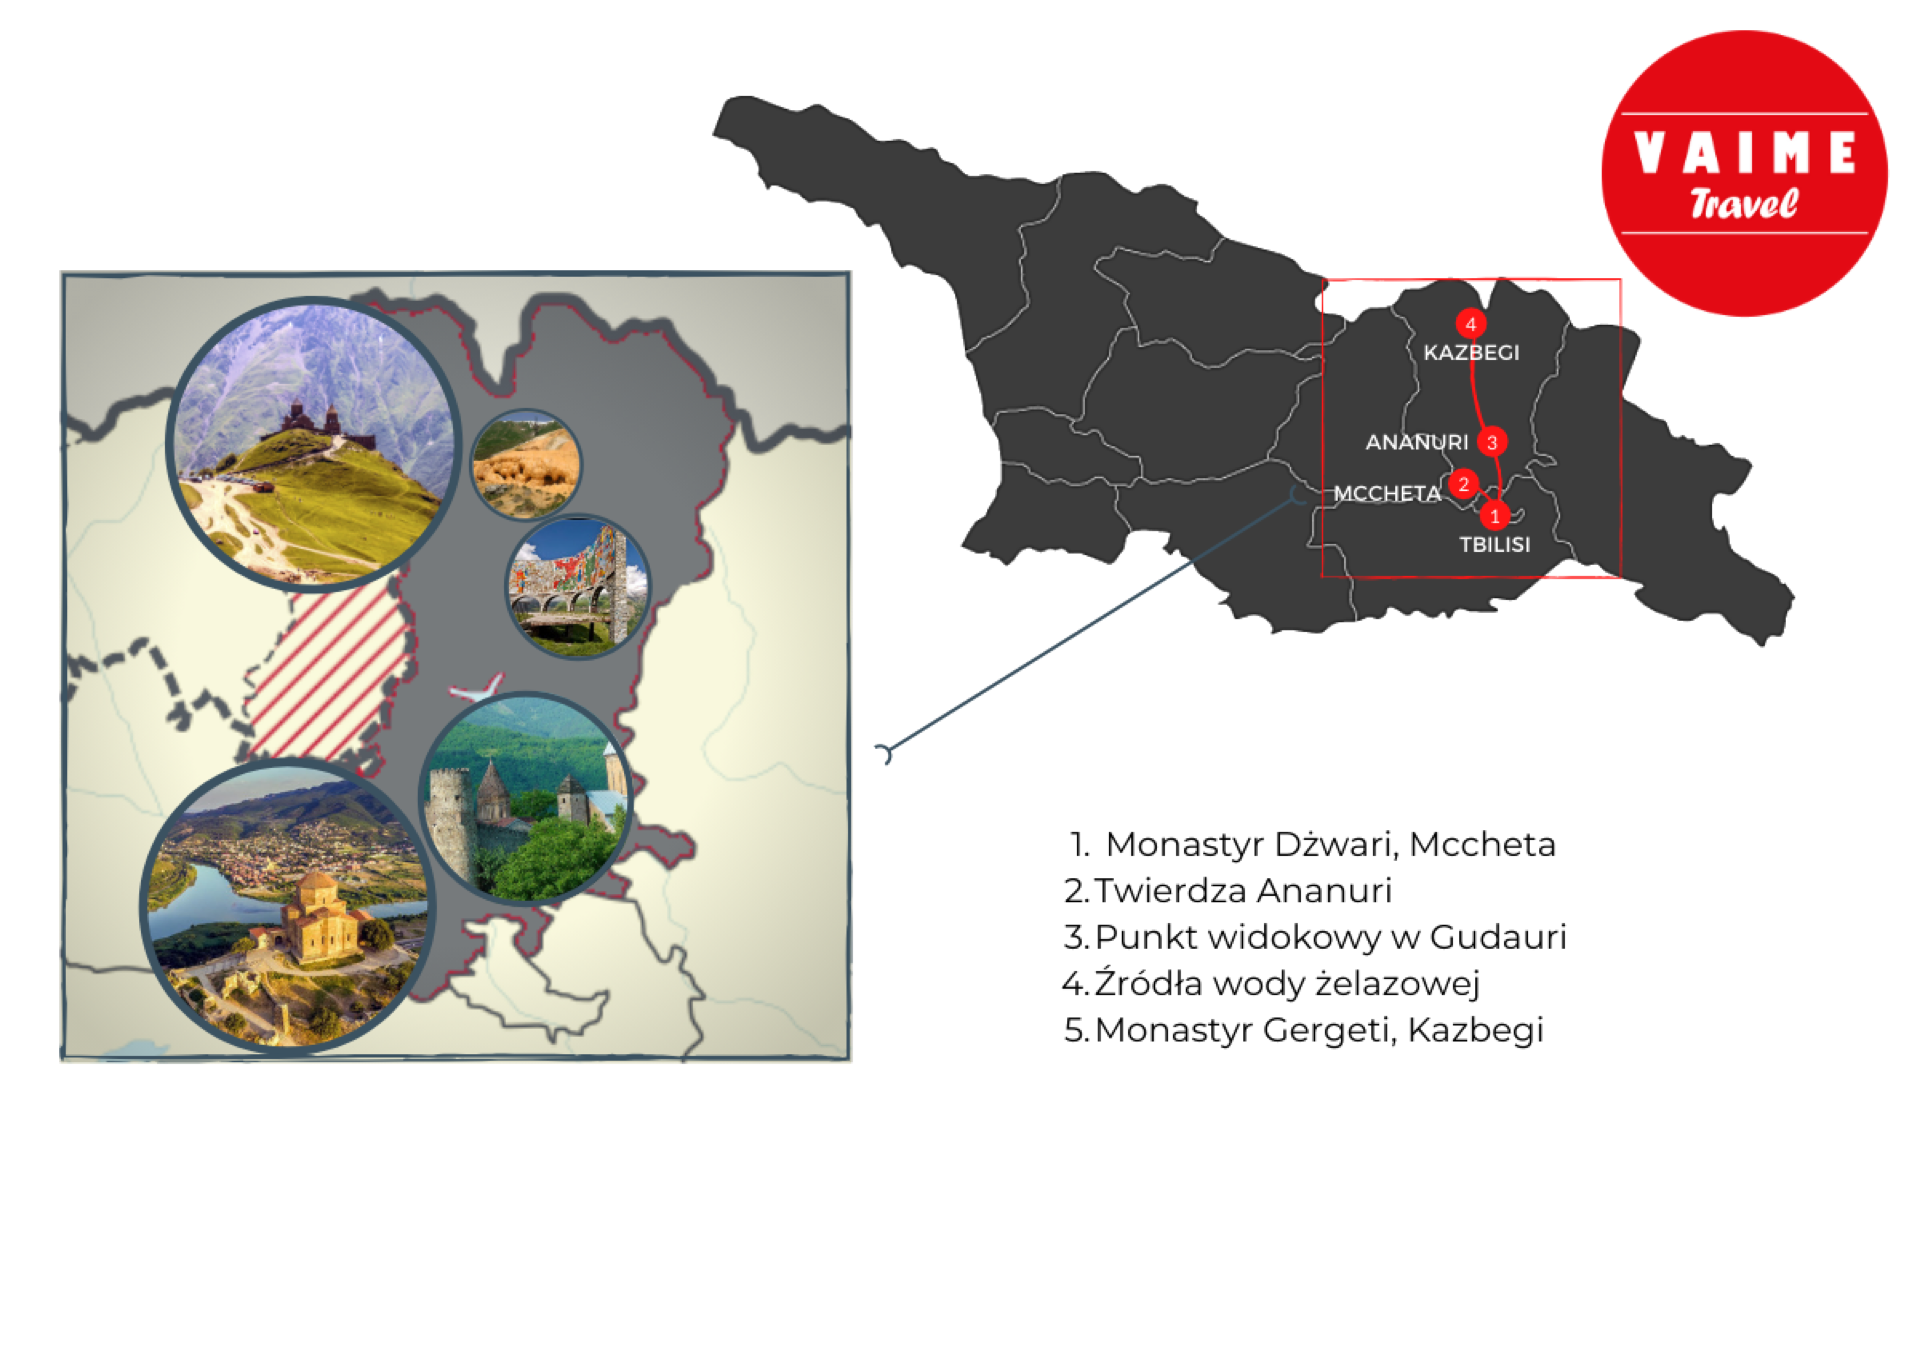 VAIME
Travel
4
KAZBEGI
ANANURI 3
MCCHETA 2
1
TBILISI
1. Monastyr Dżwari, Mccheta
2. Twierdza Ananuri
3. Punkt widokowy w Gudauri
4. Źródła wody żelazowej
5. Monastyr Gergeti, Kazbegi